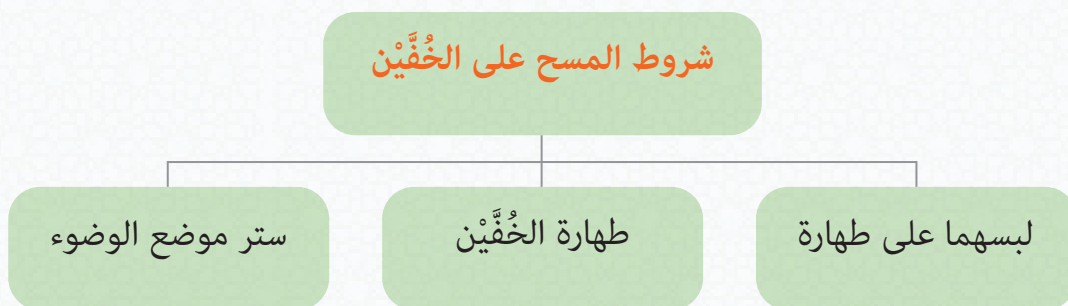 شروط المسح على الخُفَّيْن
لبسهما على طهارة
طهارة الخُفَّيْن
ستر موضع الوضوء